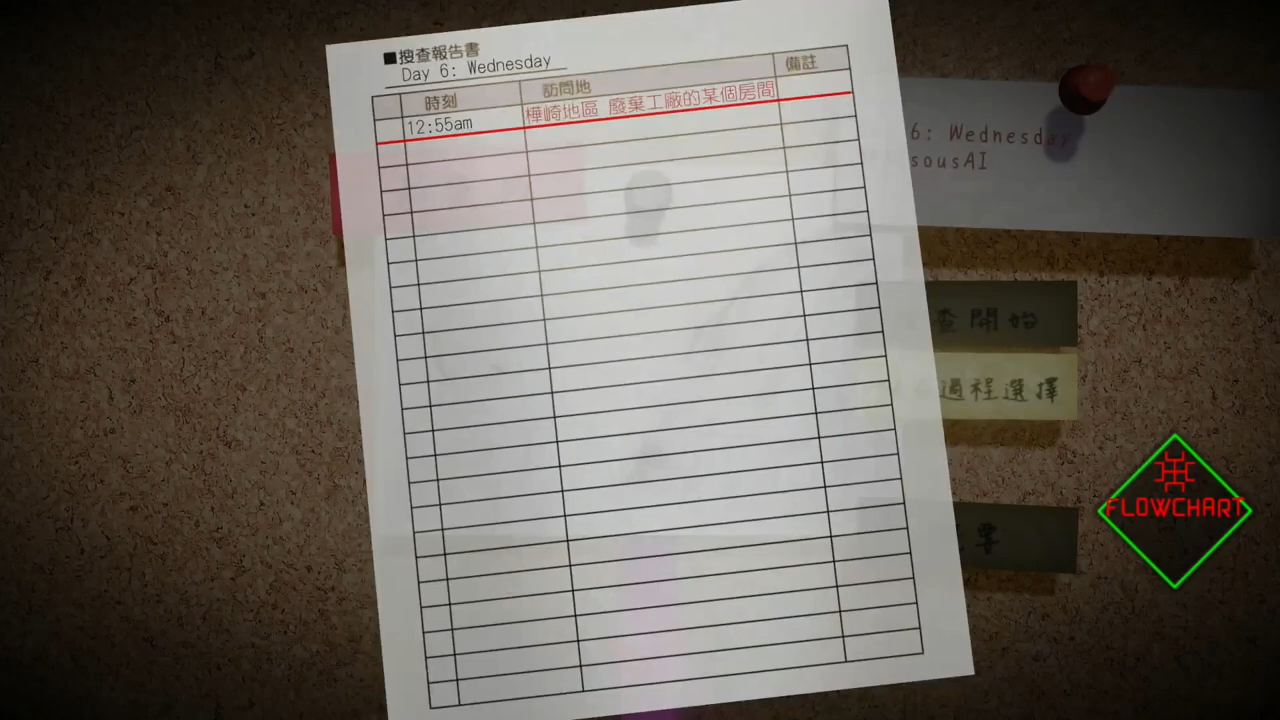 ■搜查報告書
Day 6: Wednesday
時刻
訪問地
備註
12:55am
樺崎地區 廢棄工廠的某個房間
6: Wednesday
sousAI
查開始
過程選擇
要
FLOWCHART